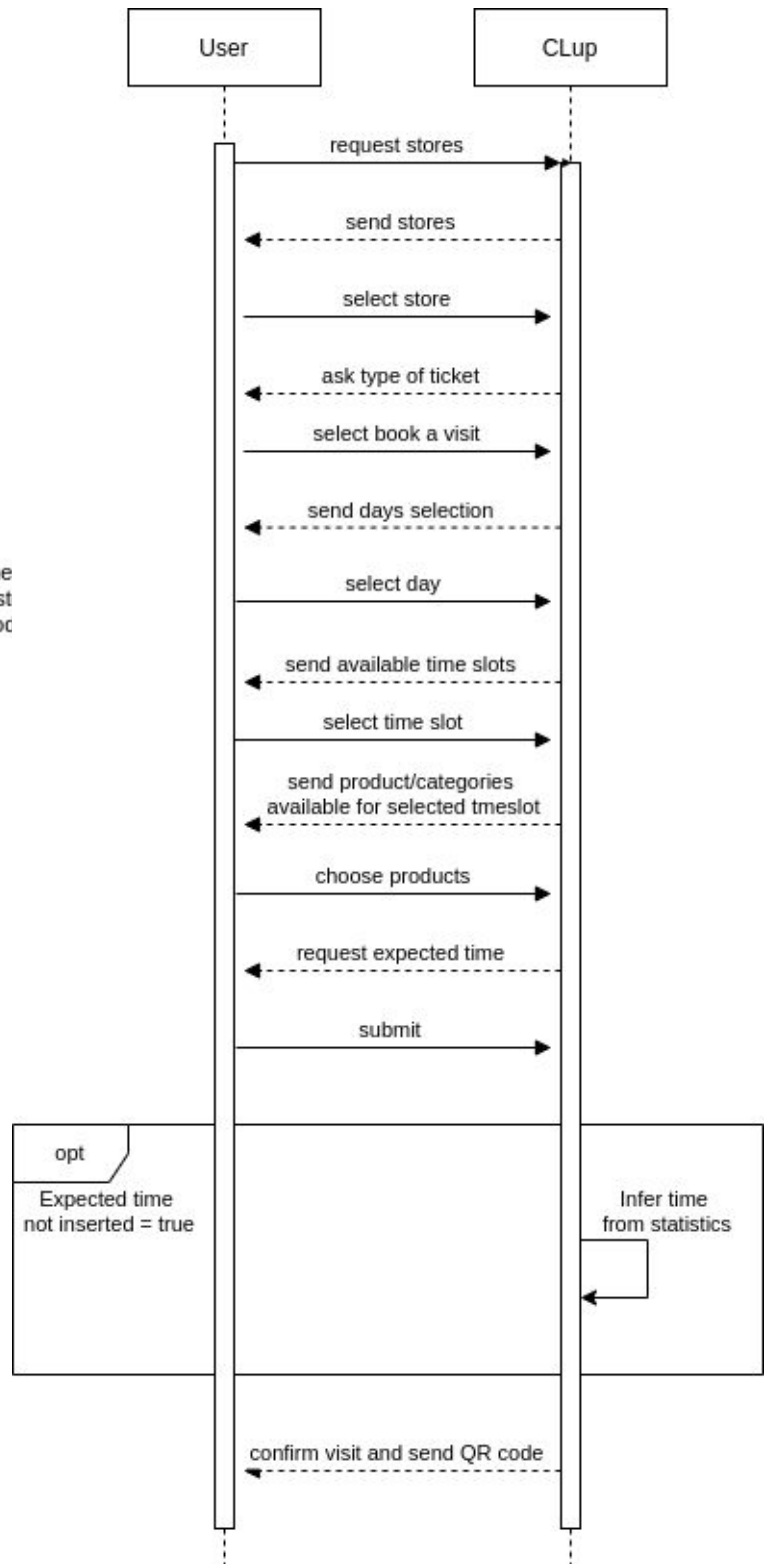 User
CLup
request stores
send stores
select store
ask type of ticket
select book a visit
send days selection
select day
send available time slots
select time slot
send product/categories
available for selected tmeslot
choose products
request expected time
submit
opt
Expected time
not inserted = true
Infer time
from statistics
confirm visit and send QR code